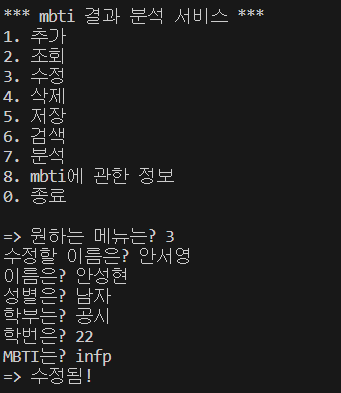 *** mbti 결과 분석 서비스 ***
1. 추가
2. 조회
3. 수정
4. 삭제
5. 저장
6. 검색
7. 분석
8. mbti에 관한 정보
0. 종료
=> 원하는 메뉴는? 3
수정할 이름은? 안서영
이름은? 안성현
성별은? 남자
학부는? 공시
학번은? 22
MBTI는? infp
=> 수정됨!